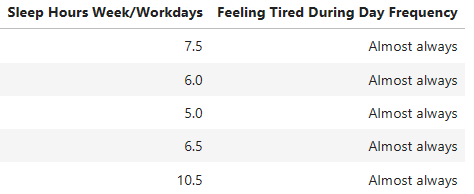 Sleep Hours Week/Workdays Feeling Tired During Day Frequency
7.5 Almost always
6.0 Almost always
5.0 Almost always
6.5 Almost always
10.5 Almost always